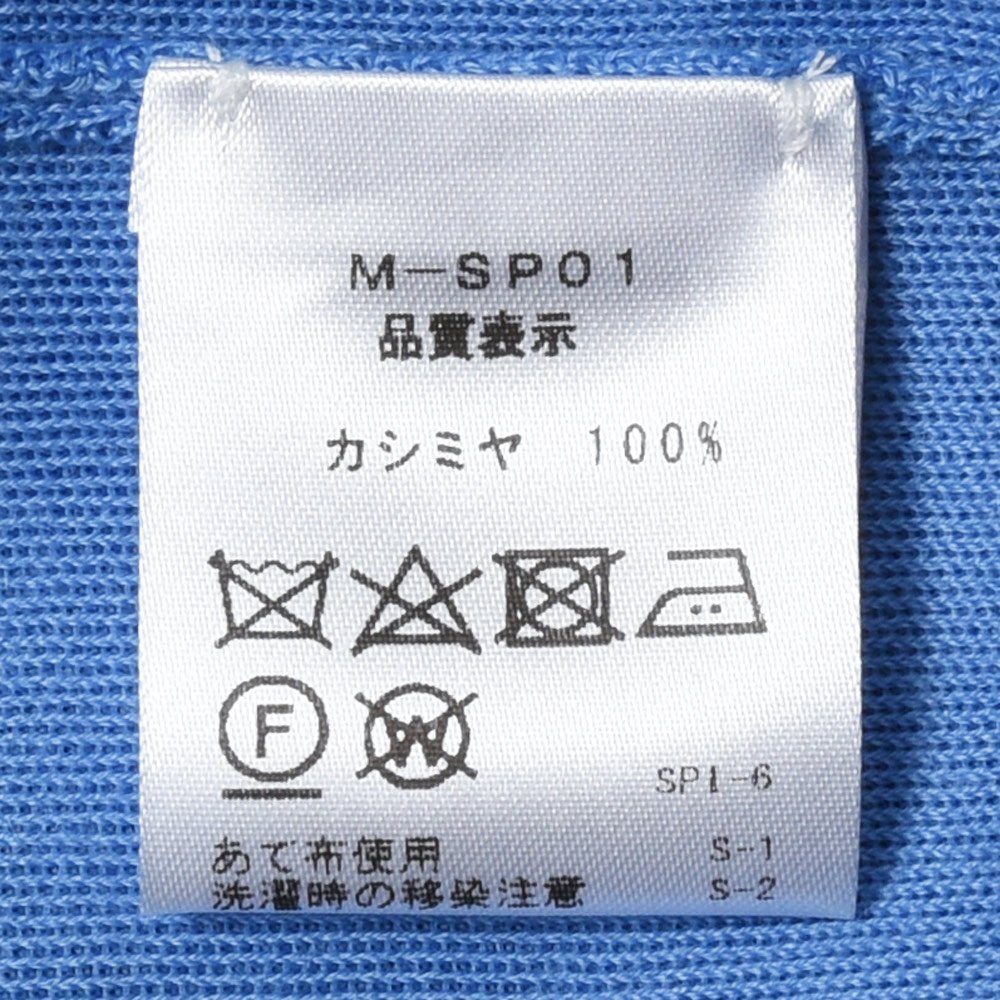 M-SP01
品質表示
カシミヤ 100%
F W
SP1-6
あて布使用 S-1
洗濯時の移染注意 S-2